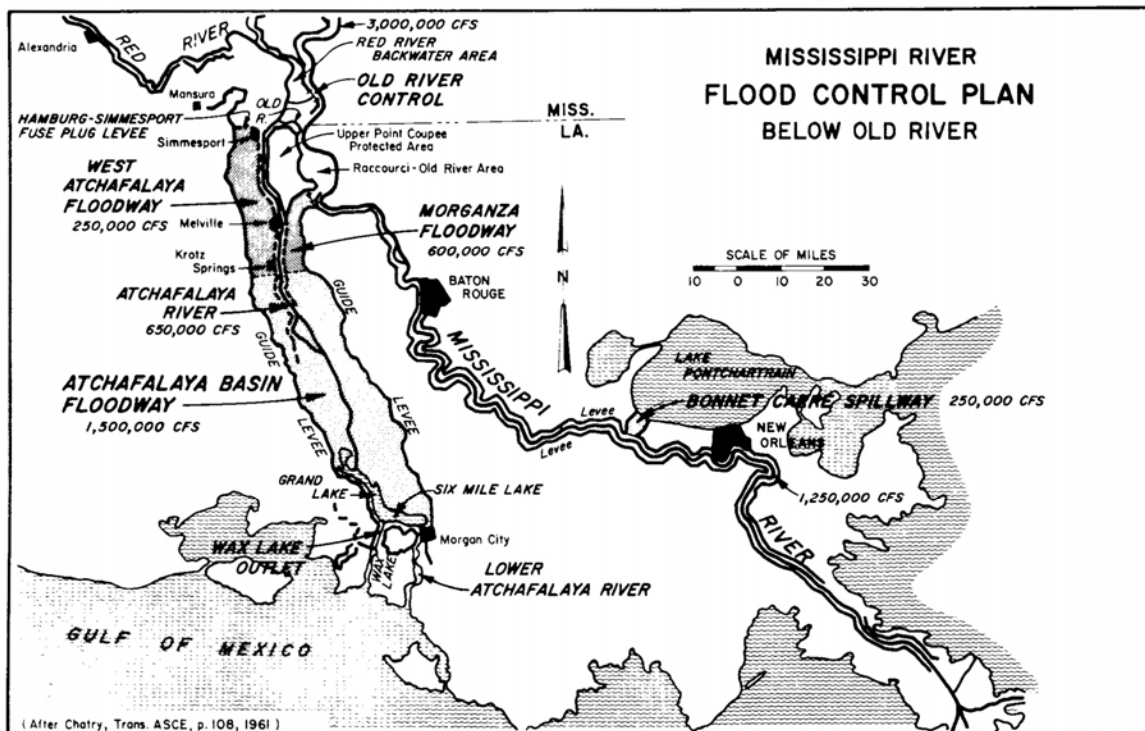 MISSISSIPPI RIVER
FLOOD CONTROL PLAN
BELOW OLD RIVER
3,000,000 CFS
RED RIVER
BACKWATER AREA
Alexandria
RED RIVER
OLD RIVER
CONTROL
Mansura
OLD
R.
MISS.
LA.
HAMBURG-SIMMESPORT
FUSE PLUG LEVEE
Simmesport
Upper Point Coupee
Protected Area
Raccourci-Old River Area
WEST
ATCHAFALAYA
FLOODWAY
250,000 CFS
Melville
MORGANZA
FLOODWAY
600,000 CFS
Krotz
Springs
SCALE OF MILES
10 0 10 20 30
N
BATON
ROUGE
ATCHAFALAYA
RIVER
650,000 CFS
GUIDE
LEVEE
GUIDE
LEVEE
MISSISSIPPI
RIVER
ATCHAFALAYA BASIN
FLOODWAY
1,500,000 CFS
LAKE
PONTCHARTRAIN
BONNET CARRE SPILLWAY 250,000 CFS
Levee
Levee
NEW
ORLEANS
1,250,000 CFS
GRAND
LAKE
SIX MILE LAKE
WAX LAKE
OUTLET
WAX
LAKE
Morgan City
LOWER
ATCHAFALAYA RIVER
GULF OF MEXICO
(After Chatry, Trans. ASCE, p. 108, 1961)